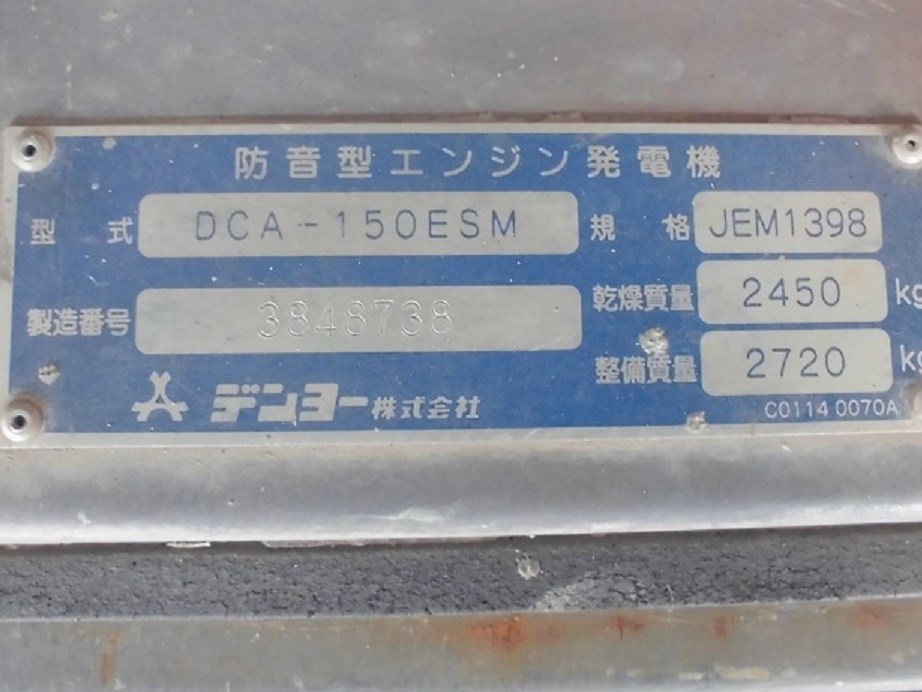 防音型エンジン発電機
型式 DCA-150ESM 規格 JEM1398
製造番号 3848738 乾燥質量 2450 kg
整備質量 2720 kg
デンヨー株式会社 C0114 0070A